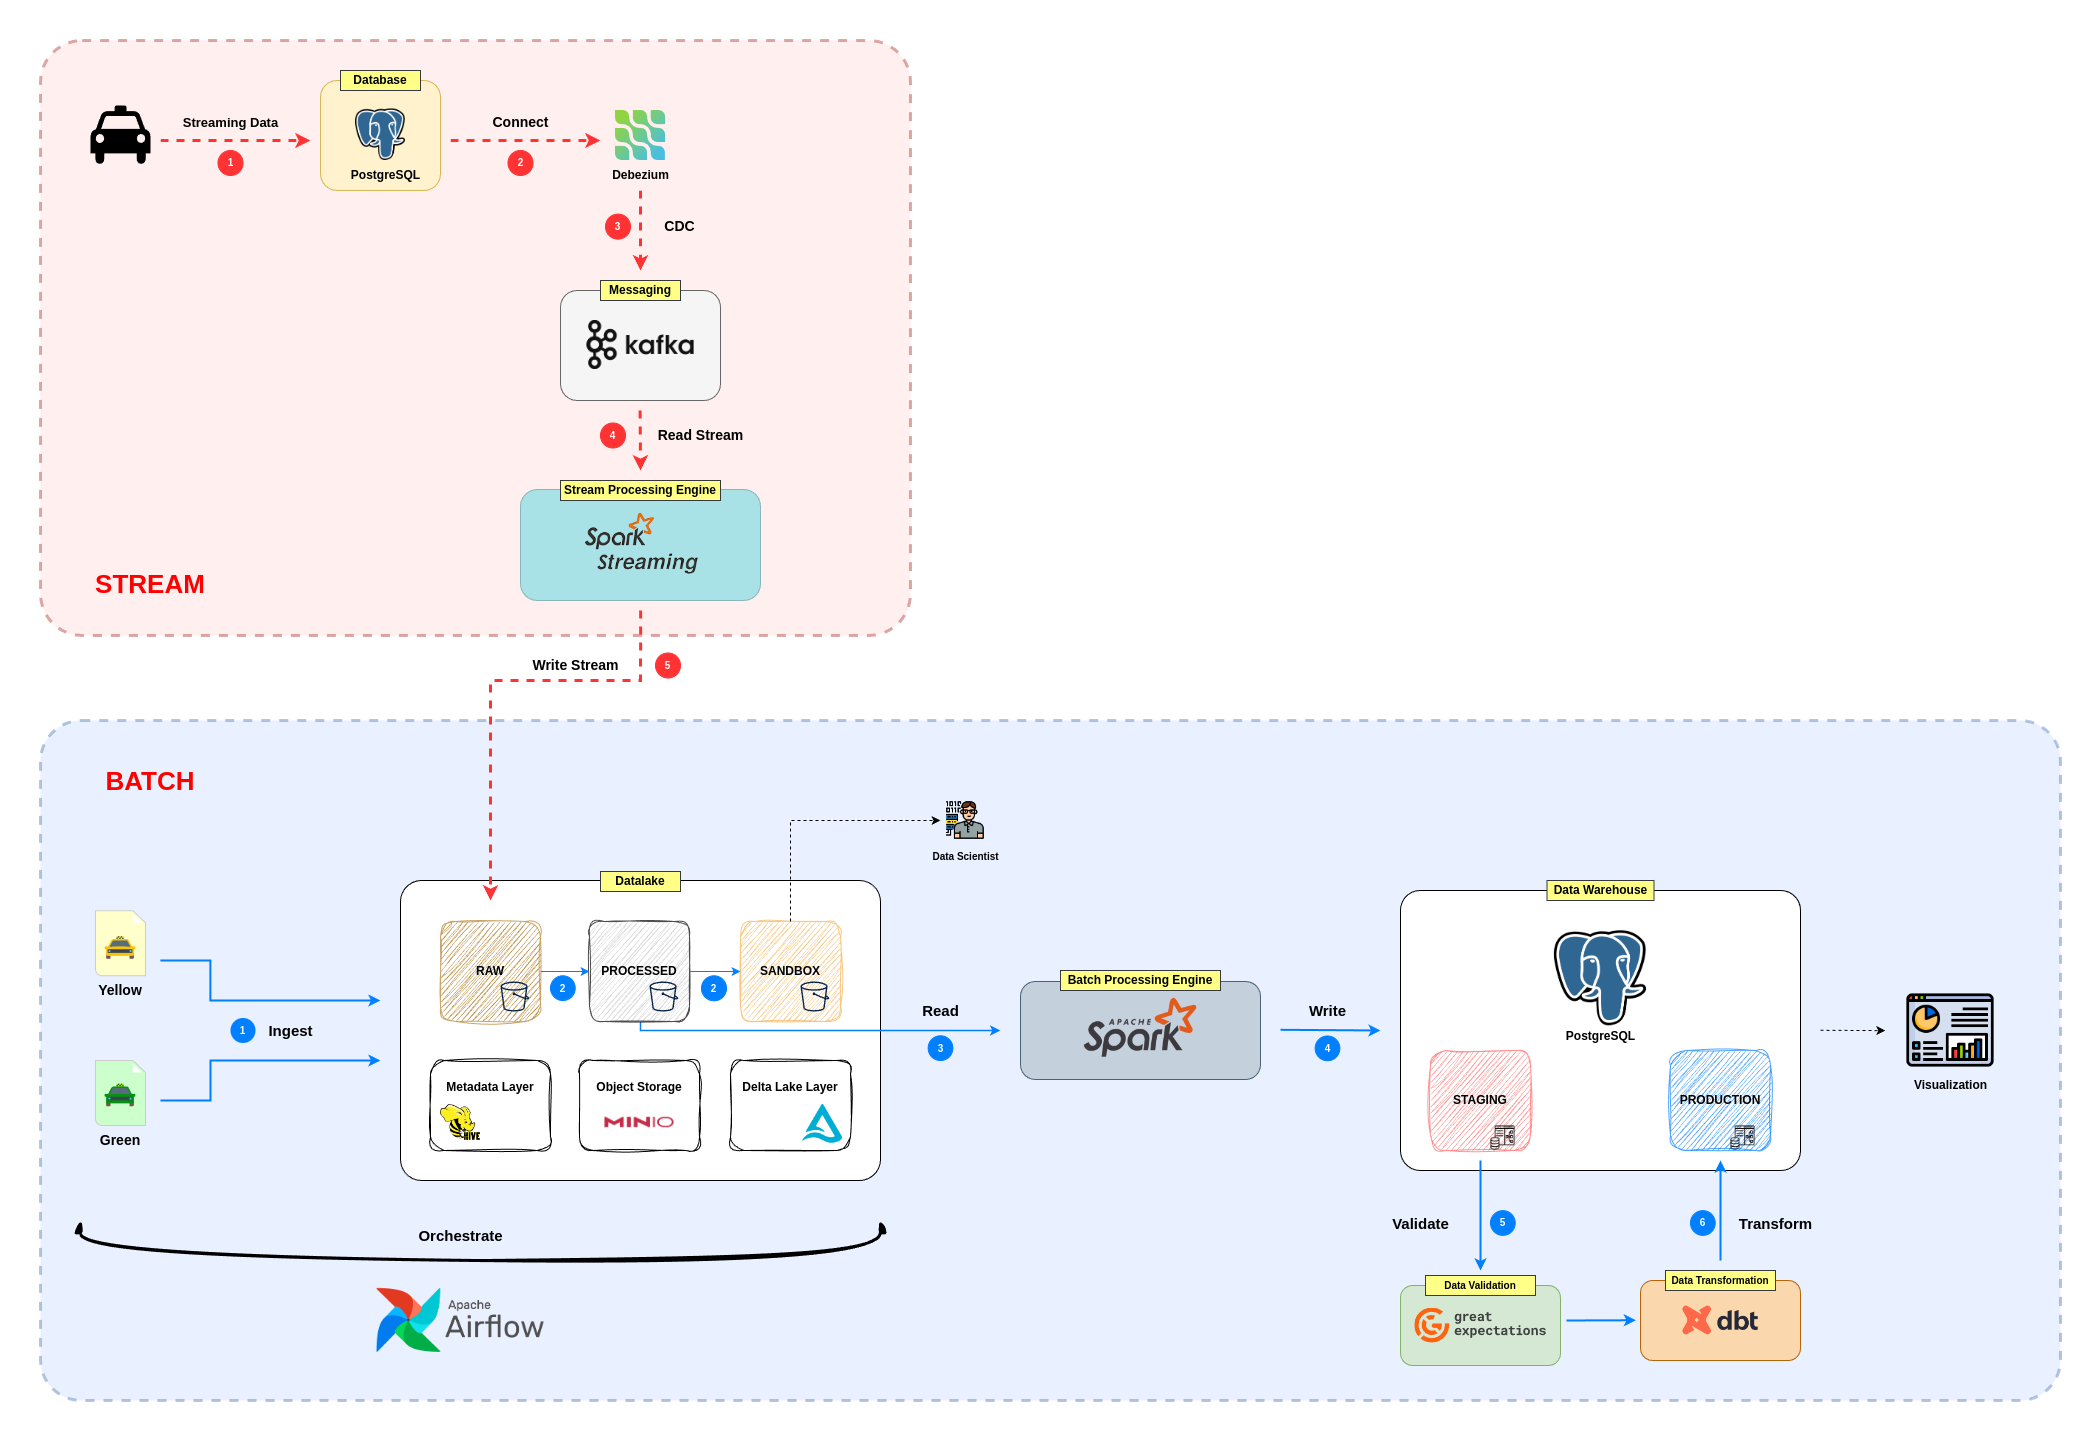 Database
Streaming Data
1
PostgreSQL
Connect
2
Debezium
3
CDC
Messaging
kafka
4
Read Stream
Stream Processing Engine
Spark
Streaming
STREAM
Write Stream
5
BATCH
Data Scientist
Datalake
Yellow
RAW
2
PROCESSED
2
SANDBOX
1
Ingest
Green
Metadata Layer
HIVE
Object Storage
MINIO
Delta Lake Layer
Read
3
Batch Processing Engine
APACHE
Spark
Write
4
Data Warehouse
PostgreSQL
STAGING
PRODUCTION
Visualization
Orchestrate
Apache
Airflow
Validate
5
6
Transform
Data Validation
great
expectations
Data Transformation
dbt